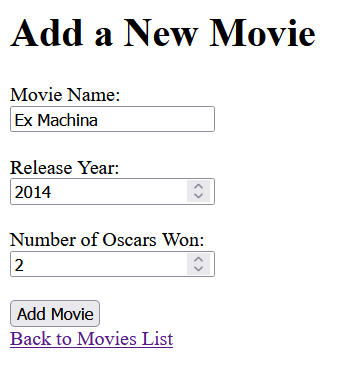 Add a New Movie
Movie Name:
Ex Machina
Release Year:
2014
Number of Oscars Won:
2
Add Movie
Back to Movies List